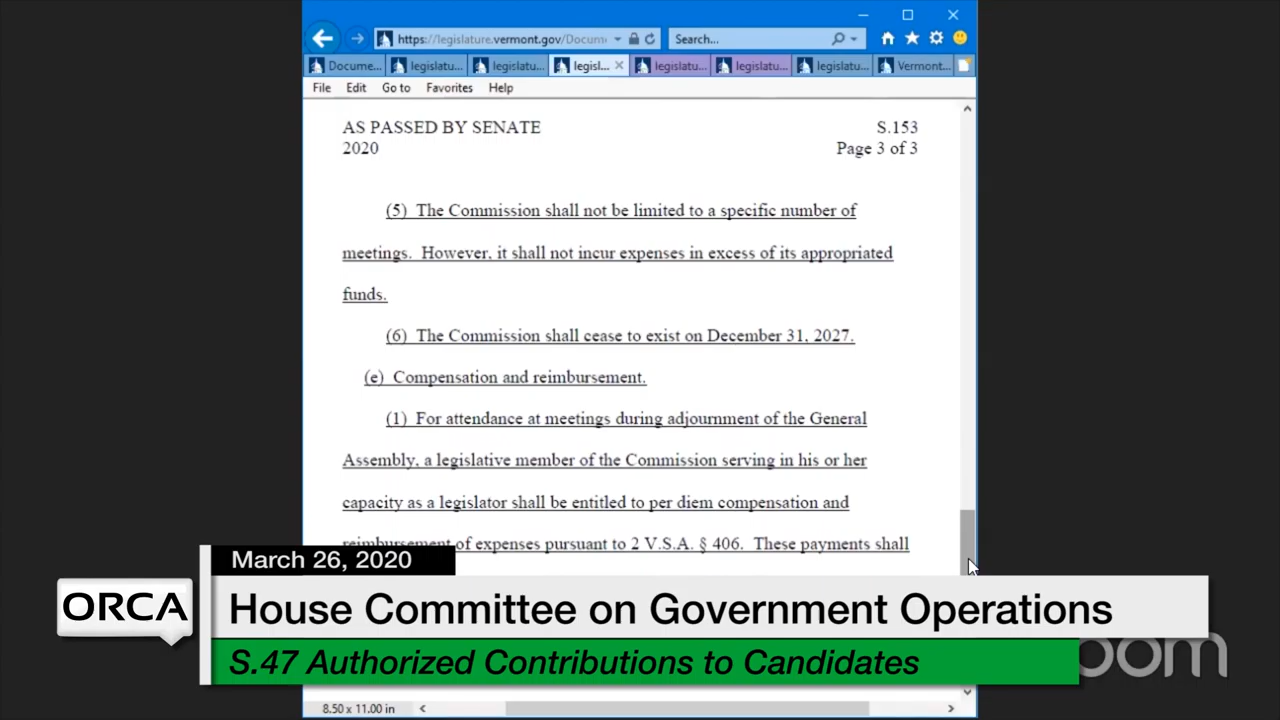 https://legislature.vermont.gov/Docum
Search...
Docume...
legislatu...
legislatu...
legisl...
legislatu...
legislatu...
legislatu...
Vermont...
File Edit Go to Favorites Help
AS PASSED BY SENATE S.153
2020 Page 3 of 3
(5) The Commission shall not be limited to a specific number of
meetings. However, it shall not incur expenses in excess of its appropriated
funds.
(6) The Commission shall cease to exist on December 31, 2027.
(e) Compensation and reimbursement.
(1) For attendance at meetings during adjournment of the General
Assembly, a legislative member of the Commission serving in his or her
capacity as a legislator shall be entitled to per diem compensation and
reimbursement of expenses pursuant to 2 V.S.A. § 406. These payments shall
March 26, 2020
ORCA
House Committee on Government Operations
S.47 Authorized Contributions to Candidates
oom
8.50 x 11.00 in